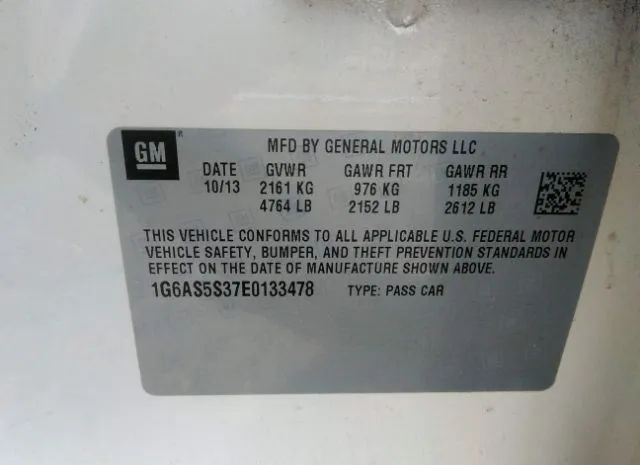 GM
MFD BY GENERAL MOTORS LLC
DATE GVWR GAWR FRT GAWR RR
10/13 2161 KG 976 KG 1185 KG
4764 LB 2152 LB 2612 LB
THIS VEHICLE CONFORMS TO ALL APPLICABLE U.S. FEDERAL MOTOR
VEHICLE SAFETY, BUMPER, AND THEFT PREVENTION STANDARDS IN
EFFECT ON THE DATE OF MANUFACTURE SHOWN ABOVE.
1G6AS5S37E0133478 TYPE: PASS CAR